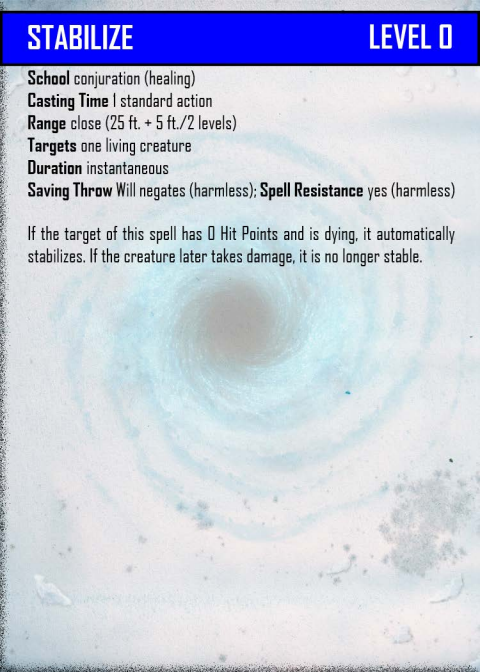 STABILIZE LEVEL 0
School conjuration (healing)
Casting Time 1 standard action
Range close (25 ft. + 5 ft./2 levels)
Targets one living creature
Duration instantaneous
Saving Throw Will negates (harmless); Spell Resistance yes (harmless)
If the target of this spell has 0 Hit Points and is dying, it automatically
stabilizes. If the creature later takes damage, it is no longer stable.